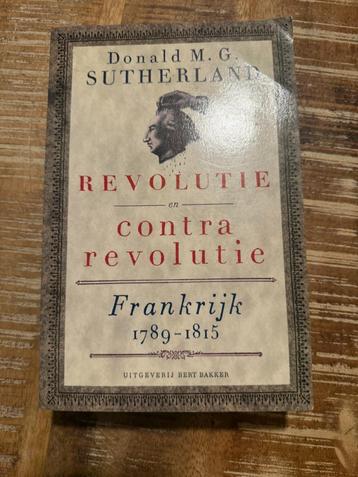 Donald M. G.
SUTHERLAND
REVOLUTIE
en
contra
revolutie
Frankrijk
1789-1815
UITGEVERIJ BERT BAKKER